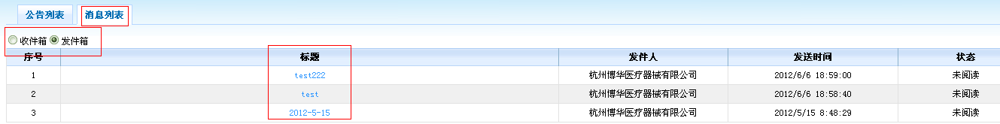 公告列表 消息列表
收件箱 发件箱
序号 标题 发件人 发送时间 状态
1 test222 杭州博华医疗器械有限公司 2012/6/6 18:59:00 未阅读
2 test 杭州博华医疗器械有限公司 2012/6/6 18:58:40 未阅读
3 2012-5-15 杭州博华医疗器械有限公司 2012/5/15 8:48:29 未阅读